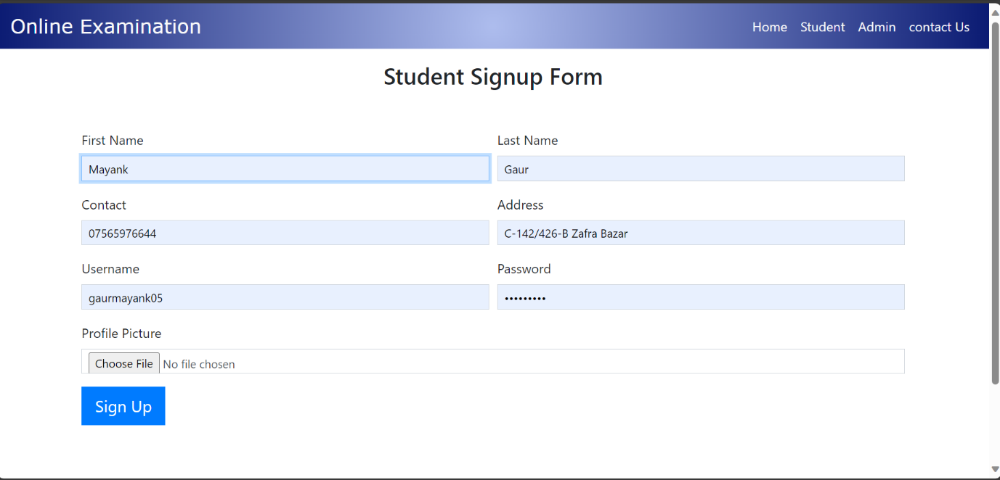 Online Examination Home Student Admin contact Us
Student Signup Form
First Name Last Name
Mayank Gaur
Contact Address
07565976644 C-142/426-B Zafra Bazar
Username Password
gaurmayank05 •••••••••
Profile Picture
Choose File No file chosen
Sign Up